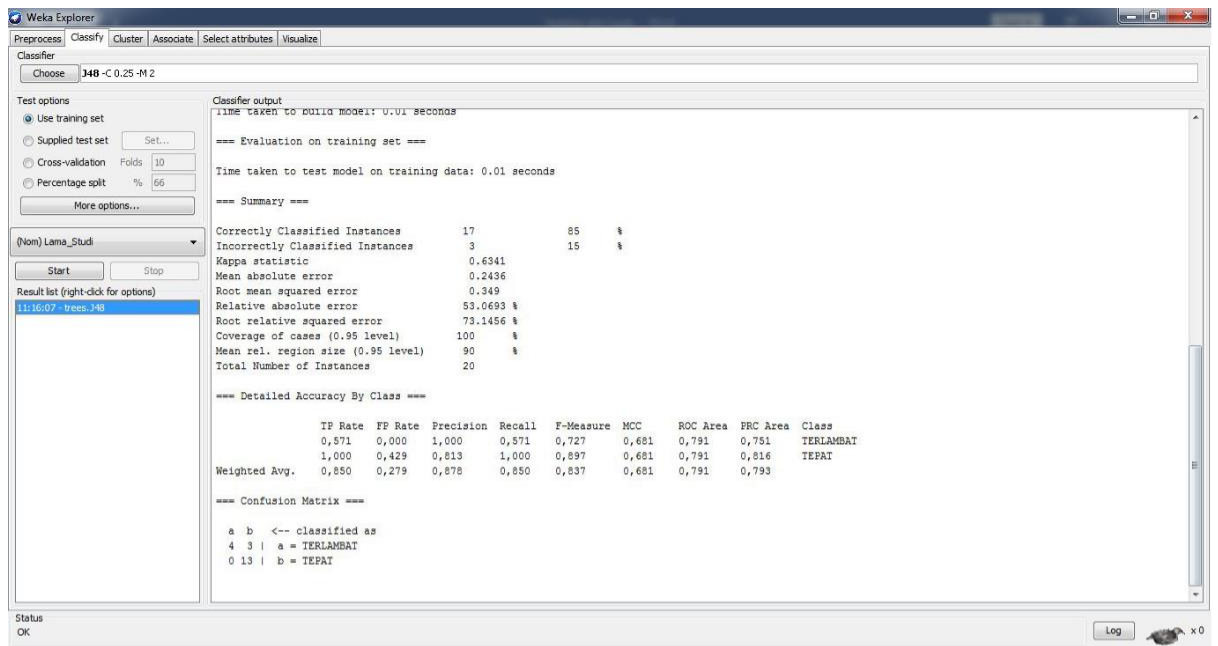 Weka Explorer
Preprocess Classify Cluster Associate Select attributes Visualize
Classifier
Choose J48 -C 0.25 -M 2
Test options
Use training set
Supplied test set Set...
Cross-validation Folds 10
Percentage split % 66
More options...
(Nom) Lama_Studi
Start Stop
Result list (right-click for options)
11:16:07 - trees.J48
Classifier output
Time taken to build model: 0.01 seconds
=== Evaluation on training set ===
Time taken to test model on training data: 0.01 seconds
=== Summary ===
Correctly Classified Instances 17 85 %
Incorrectly Classified Instances 3 15 %
Kappa statistic 0.6341
Mean absolute error 0.2436
Root mean squared error 0.349
Relative absolute error 53.0693 %
Root relative squared error 73.1456 %
Coverage of cases (0.95 level) 100 %
Mean rel. region size (0.95 level) 90 %
Total Number of Instances 20
=== Detailed Accuracy By Class ===
TP Rate FP Rate Precision Recall F-Measure MCC ROC Area PRC Area Class
0,571 0,000 1,000 0,571 0,727 0,681 0,791 0,751 TERLAMBAT
1,000 0,429 0,813 1,000 0,897 0,681 0,791 0,816 TEPAT
Weighted Avg. 0,850 0,279 0,878 0,850 0,837 0,681 0,791 0,793
=== Confusion Matrix ===
a b <-- classified as
4 3 | a = TERLAMBAT
0 13 | b = TEPAT
Status
OK
Log x 0